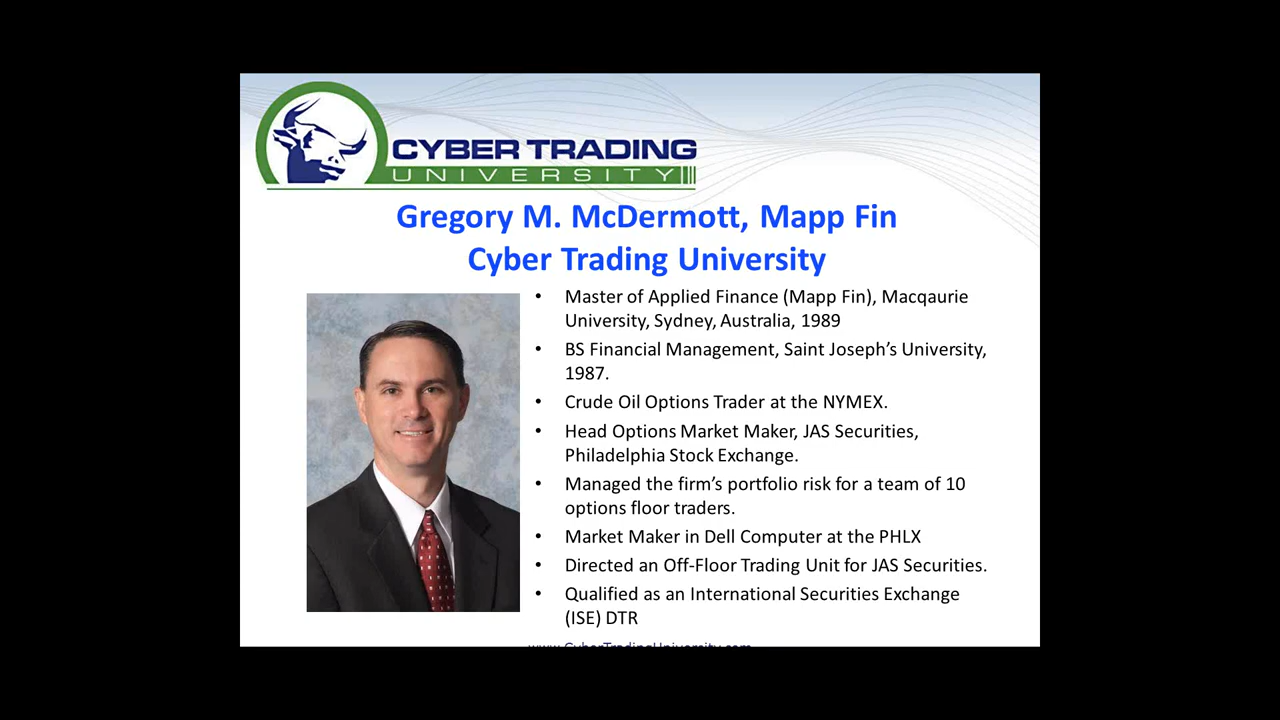 CYBER TRADING
UNIVERSITY
Gregory M. McDermott, Mapp Fin
Cyber Trading University
• Master of Applied Finance (Mapp Fin), Macqaurie
University, Sydney, Australia, 1989
• BS Financial Management, Saint Joseph’s University,
1987.
• Crude Oil Options Trader at the NYMEX.
• Head Options Market Maker, JAS Securities,
Philadelphia Stock Exchange.
• Managed the firm’s portfolio risk for a team of 10
options floor traders.
• Market Maker in Dell Computer at the PHLX
• Directed an Off-Floor Trading Unit for JAS Securities.
• Qualified as an International Securities Exchange
(ISE) DTR
www.CyberTradingUniversity.com